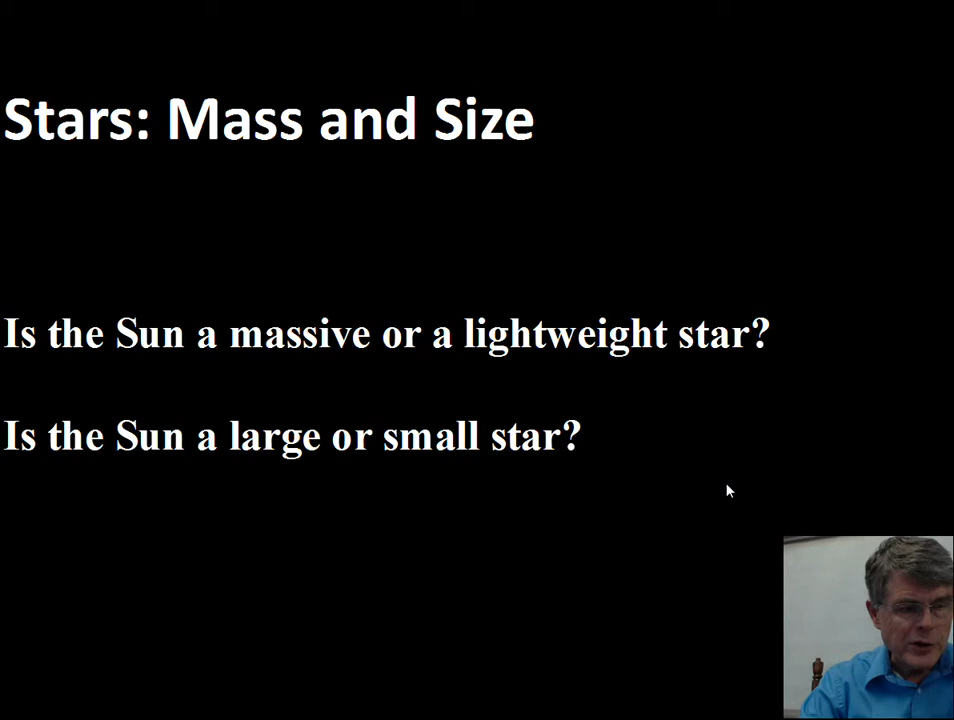 Stars: Mass and Size
Is the Sun a massive or a lightweight star?
Is the Sun a large or small star?